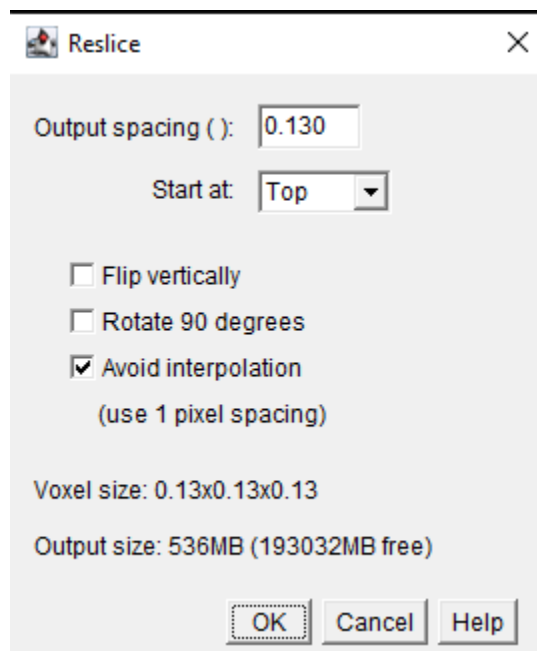 Reslice
Output spacing ( ): 0.130
Start at: Top
Flip vertically
Rotate 90 degrees
Avoid interpolation
(use 1 pixel spacing)
Voxel size: 0.13x0.13x0.13
Output size: 536MB (193032MB free)
OK Cancel Help